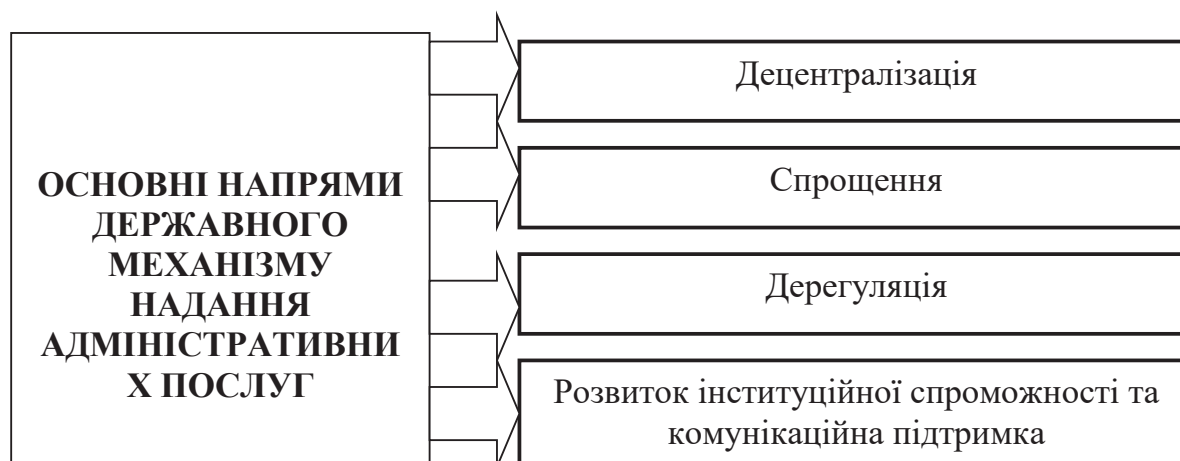 ОСНОВНІ НАПРЯМИ
ДЕРЖАВНОГО
МЕХАНІЗМУ
НАДАННЯ
АДМІНІСТРАТИВНИ
Х ПОСЛУГ
Децентралізація
Спрощення
Дерегуляція
Розвиток інституційної спроможності та
комунікаційна підтримка